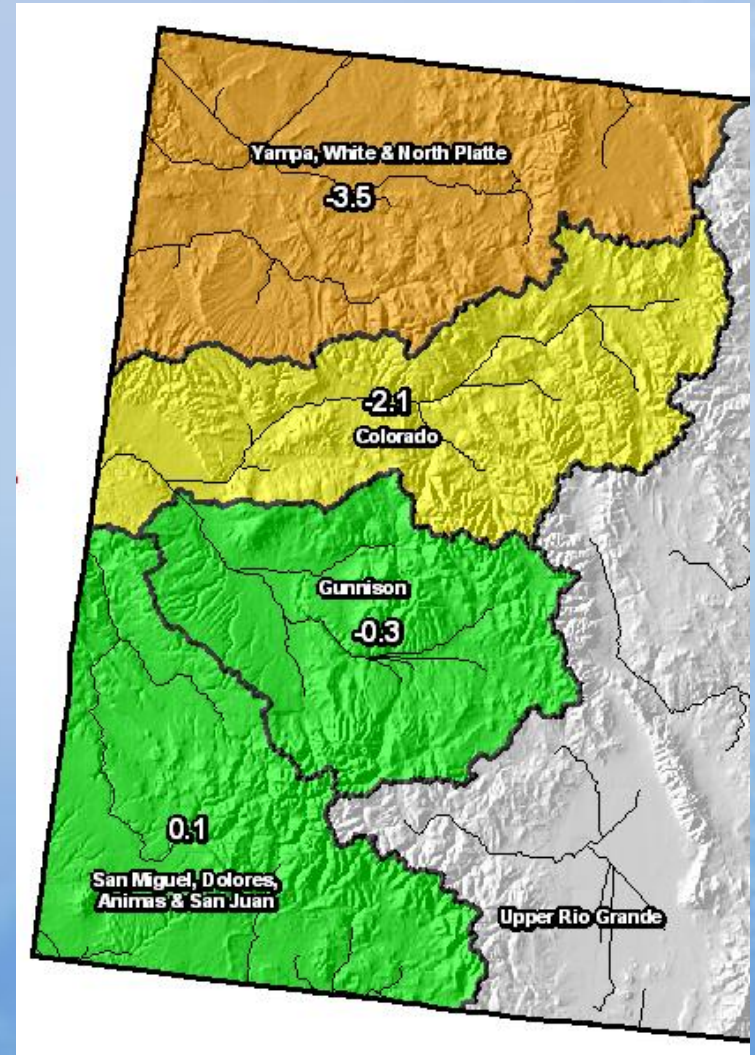 Yampa, White & North Platte
-3.5
-2.1
Colorado
Gunnison
-0.3
0.1
San Miguel, Dolores,
Animas & San Juan
Upper Rio Grande